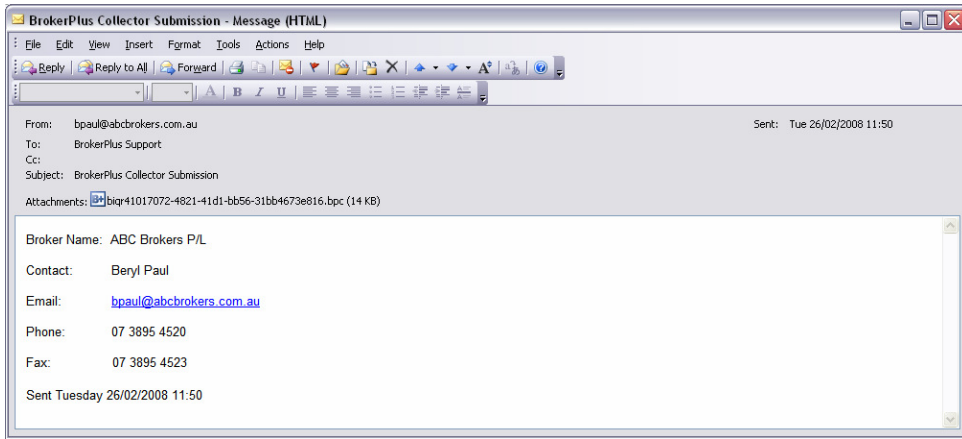 BrokerPlus Collector Submission - Message (HTML)
File Edit View Insert Format Tools Actions Help
Reply Reply to All Forward
A B I U
From: bpaul@abcbrokers.com.au Sent: Tue 26/02/2008 11:50
To: BrokerPlus Support
Cc:
Subject: BrokerPlus Collector Submission
Attachments: B+ biqr41017072-4821-41d1-bb56-31bb4673e816.bpc (14 KB)
Broker Name: ABC Brokers P/L
Contact: Beryl Paul
Email: bpaul@abcbrokers.com.au
Phone: 07 3895 4520
Fax: 07 3895 4523
Sent Tuesday 26/02/2008 11:50